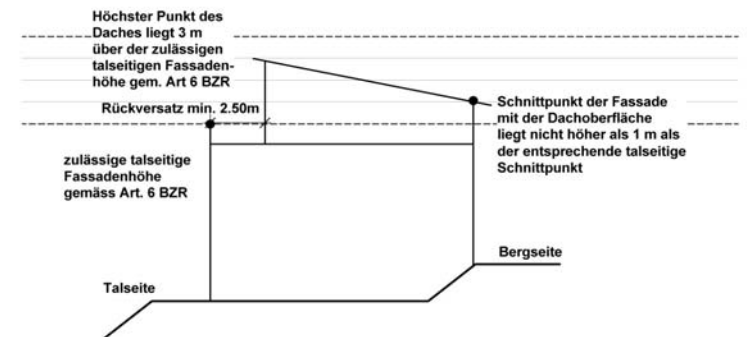 Höchster Punkt des
Daches liegt 3 m
über der zulässigen
talseitigen Fassaden-
höhe gem. Art 6 BZR
Rückversatz min. 2.50m
zulässige talseitige
Fassadenhöhe
gemäss Art. 6 BZR
Schnittpunkt der Fassade
mit der Dachoberfläche
liegt nicht höher als 1 m als
der entsprechende talseitige
Schnittpunkt
Bergseite
Talseite